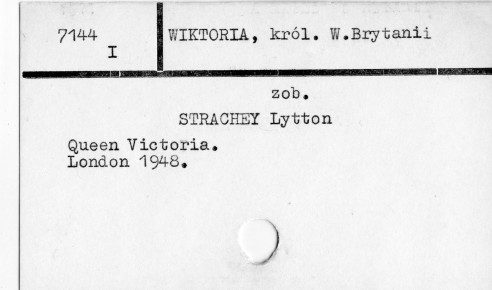 7144 WIKTORIA, król. W.Brytanii
I
zob.
STRACHEY Lytton
Queen Victoria.
London 1948.